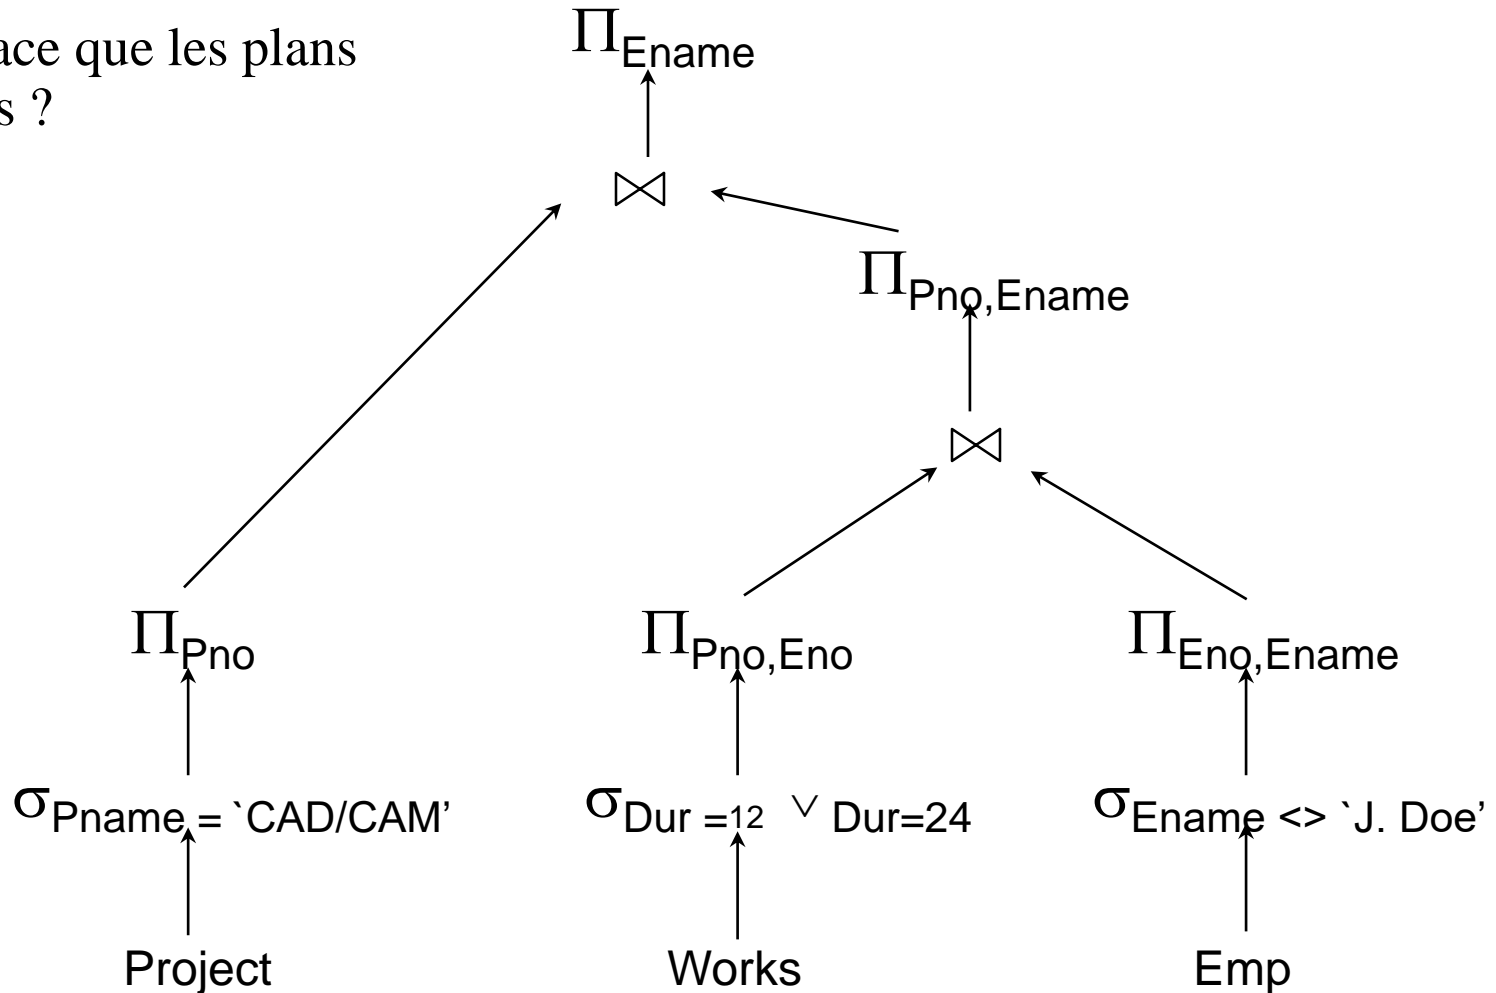 ace que les plans
s ?
ΠEname
⋈
ΠPno,Ename
⋈
ΠPno
ΠPno,Eno
ΠEno,Ename
σPname = `CAD/CAM’
σDur =12 ∨ Dur=24
σEname <> `J. Doe’
Project
Works
Emp